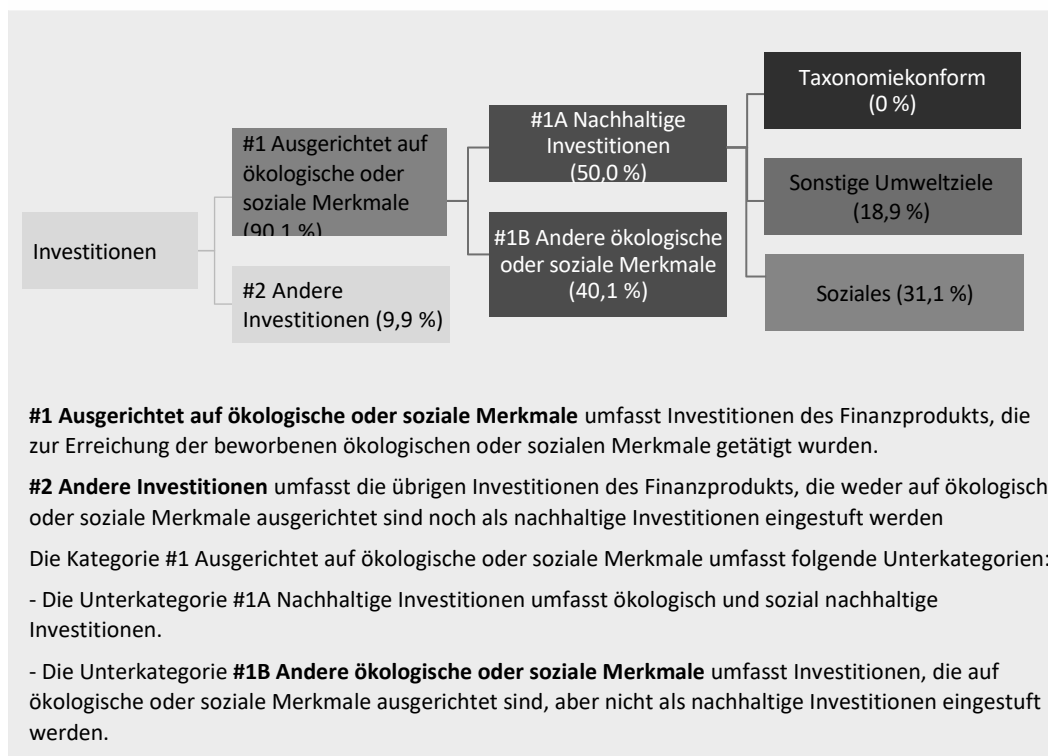 Investitionen
#1 Ausgerichtet auf
ökologische oder
soziale Merkmale
(90,1 %)
#2 Andere
Investitionen (9,9 %)
#1A Nachhaltige
Investitionen
(50,0 %)
#1B Andere ökologische
oder soziale Merkmale
(40,1 %)
Taxonomiekonform
(0 %)
Sonstige Umweltziele
(18,9 %)
Soziales (31,1 %)
#1 Ausgerichtet auf ökologische oder soziale Merkmale umfasst Investitionen des Finanzprodukts, die
zur Erreichung der beworbenen ökologischen oder sozialen Merkmale getätigt wurden.
#2 Andere Investitionen umfasst die übrigen Investitionen des Finanzprodukts, die weder auf ökologisch
oder soziale Merkmale ausgerichtet sind noch als nachhaltige Investitionen eingestuft werden
Die Kategorie #1 Ausgerichtet auf ökologische oder soziale Merkmale umfasst folgende Unterkategorien:
- Die Unterkategorie #1A Nachhaltige Investitionen umfasst ökologisch und sozial nachhaltige
Investitionen.
- Die Unterkategorie #1B Andere ökologische oder soziale Merkmale umfasst Investitionen, die auf
ökologische oder soziale Merkmale ausgerichtet sind, aber nicht als nachhaltige Investitionen eingestuft
werden.